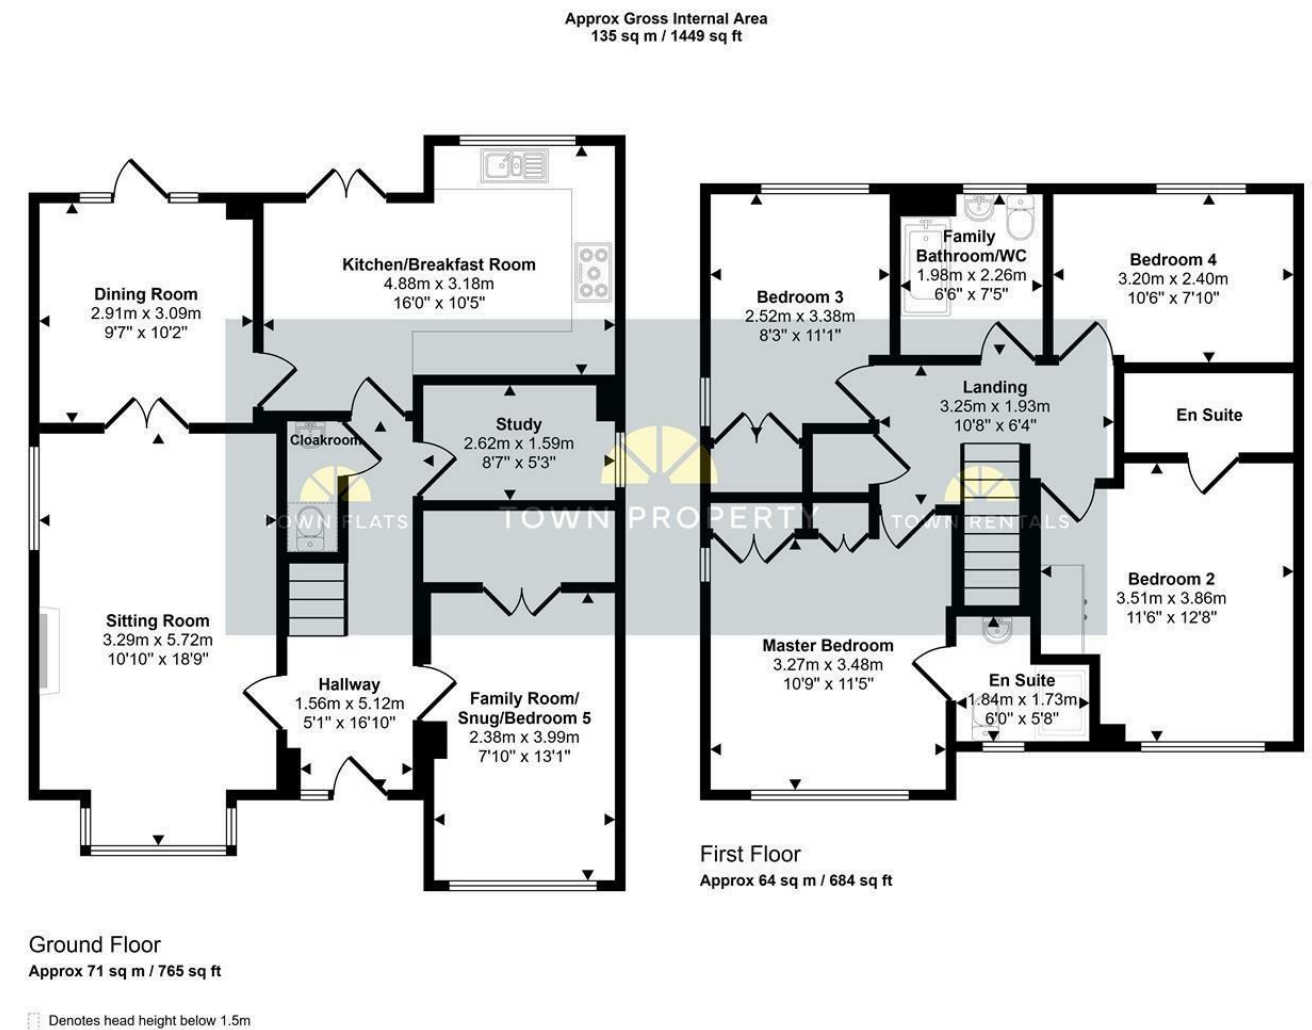 Approx Gross Internal Area
135 sq m / 1449 sq ft
Kitchen/Breakfast Room
4.88m x 3.18m
16'0" x 10'5"
Dining Room
2.91m x 3.09m
9'7" x 10'2"
Cloakroom
Study
2.62m x 1.59m
8'7" x 5'3"
Sitting Room
3.29m x 5.72m
10'10" x 18'9"
Hallway
1.56m x 5.12m
5'1" x 16'10"
Family Room/
Snug/Bedroom 5
2.38m x 3.99m
7'10" x 13'1"
Ground Floor
Approx 71 sq m / 765 sq ft
Denotes head height below 1.5m
Bedroom 3
2.52m x 3.38m
8'3" x 11'1"
Family
Bathroom/WC
1.98m x 2.26m
6'6" x 7'5"
Bedroom 4
3.20m x 2.40m
10'6" x 7'10"
Landing
3.25m x 1.93m
10'8" x 6'4"
En Suite
Bedroom 2
3.51m x 3.86m
11'6" x 12'8"
Master Bedroom
3.27m x 3.48m
10'9" x 11'5"
En Suite
1.84m x 1.73m
6'0" x 5'8"
First Floor
Approx 64 sq m / 684 sq ft
TOWN FLATS
TOWN PROPERTY
TOWN RENTALS